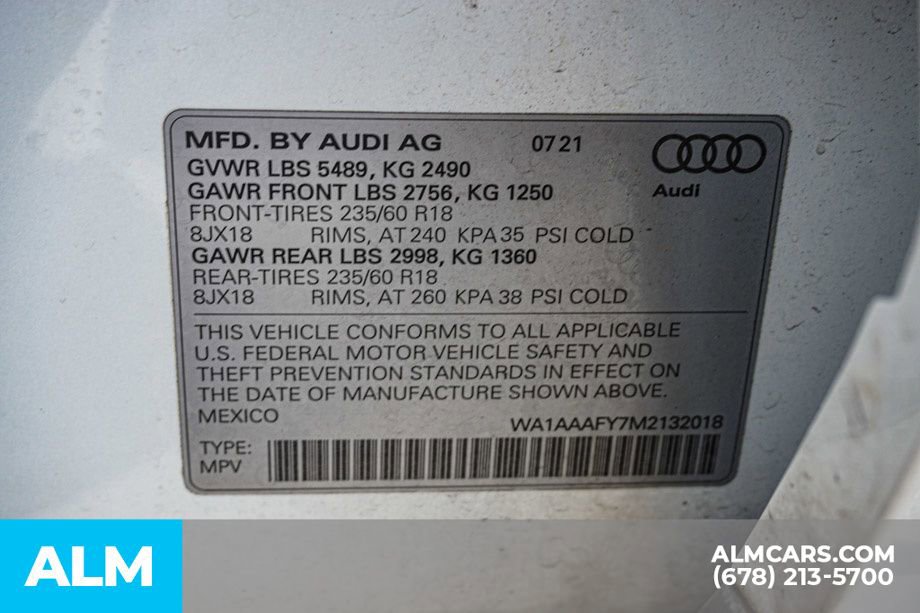 MFD. BY AUDI AG 07 21
GVWR LBS 5489, KG 2490
GAWR FRONT LBS 2756, KG 1250
Audi
FRONT-TIRES 235/60 R18
8JX18 RIMS, AT 240 KPA 35 PSI COLD
GAWR REAR LBS 2998, KG 1360
REAR-TIRES 235/60 R18
8JX18 RIMS, AT 260 KPA 38 PSI COLD
THIS VEHICLE CONFORMS TO ALL APPLICABLE
U.S. FEDERAL MOTOR VEHICLE SAFETY AND
THEFT PREVENTION STANDARDS IN EFFECT ON
THE DATE OF MANUFACTURE SHOWN ABOVE.
MEXICO WA1AAAFY7M2132018
TYPE:
MPV
ALM
ALMCARS.COM
(678) 213-5700